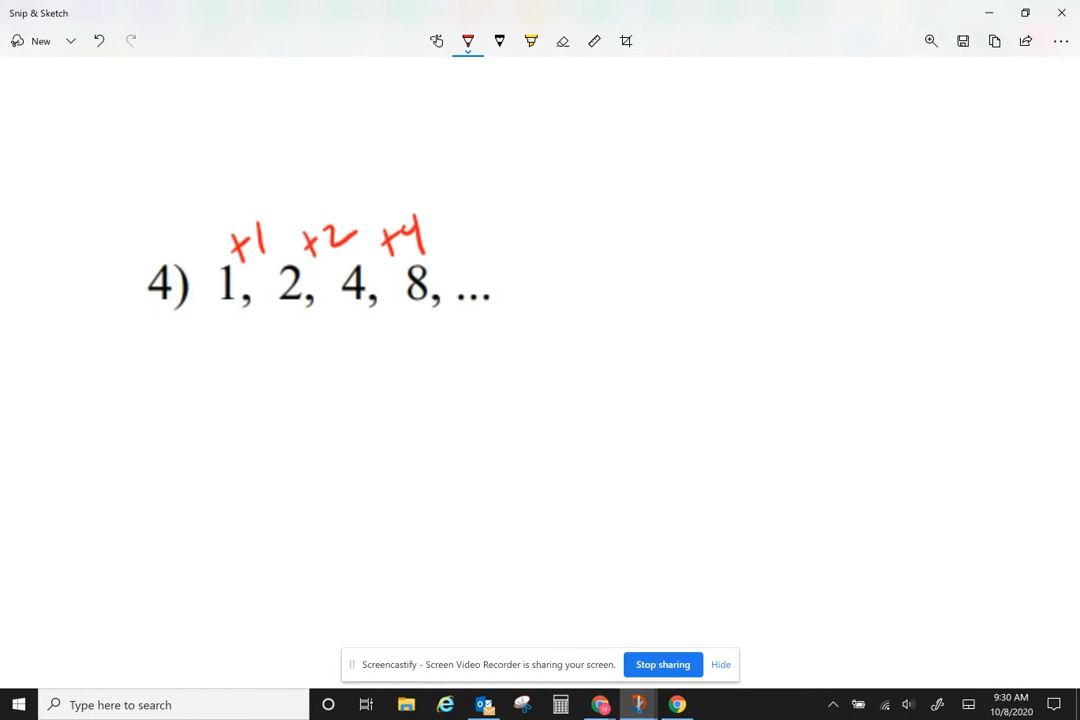 Snip & Sketch
New
+1 +2 +4
4) 1, 2, 4, 8, ...
Screencastify - Screen Video Recorder is sharing your screen. Stop sharing Hide
Type here to search
9:30 AM
10/8/2020